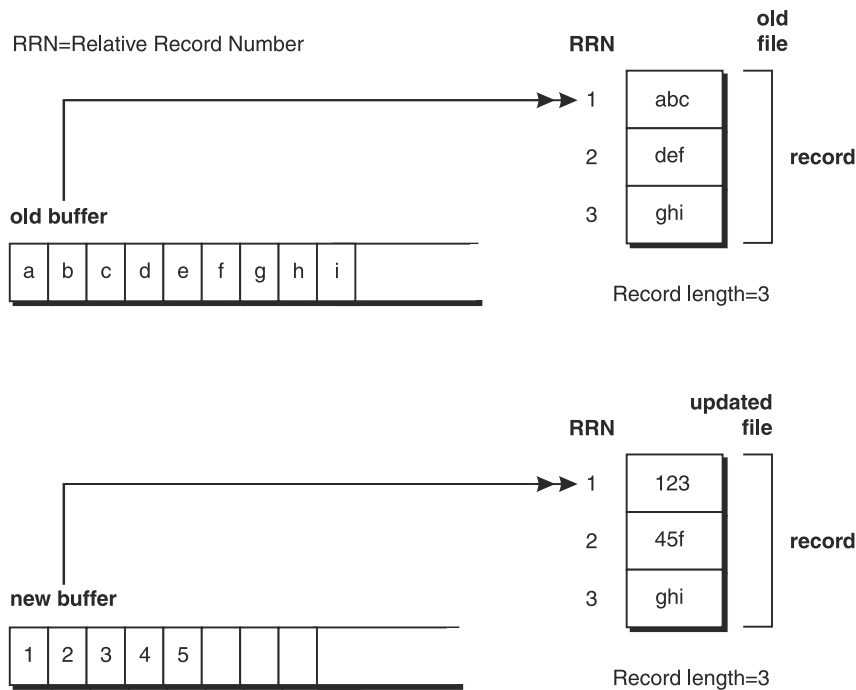 RRN=Relative Record Number
RRN
old
file
1 abc
2 def
3 ghi
record
old buffer
a b c d e f g h i
Record length=3
RRN
updated
file
1 123
2 45f
3 ghi
record
new buffer
1 2 3 4 5
Record length=3